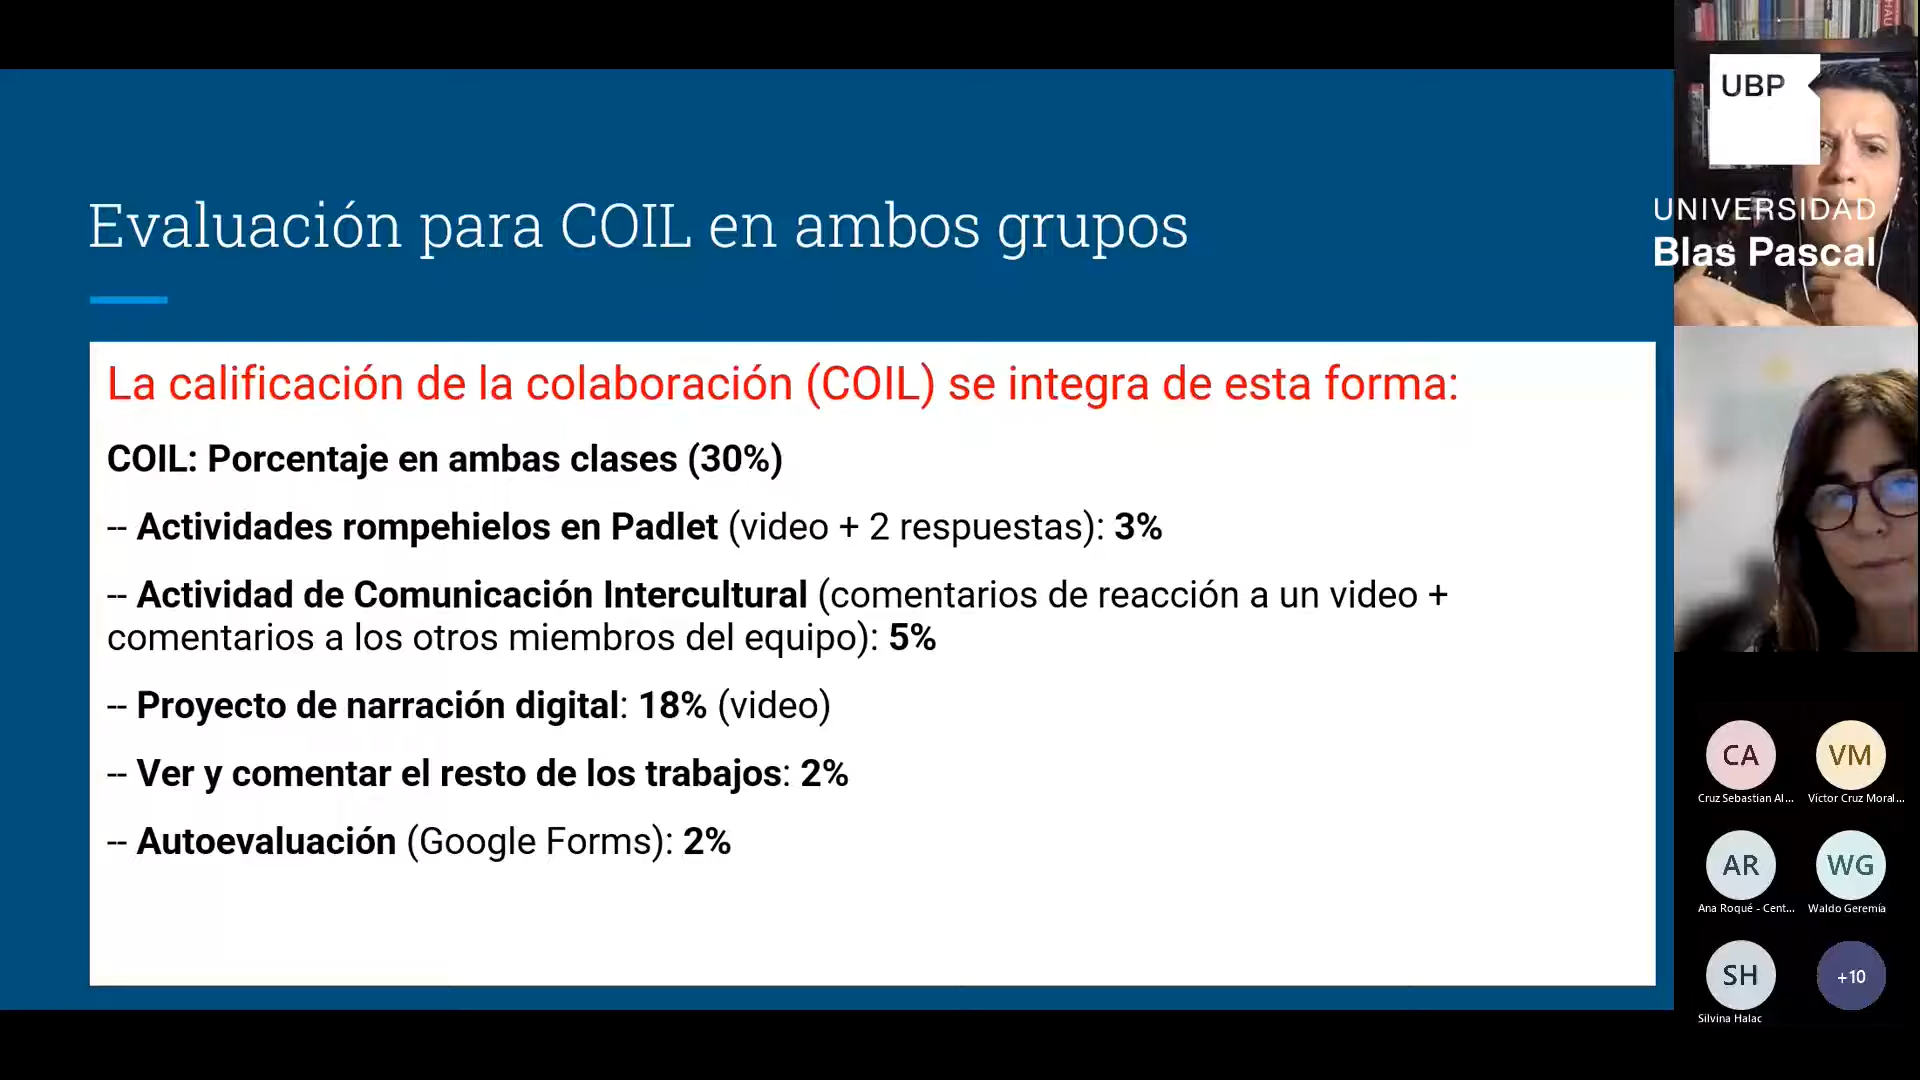 Evaluación para COIL en ambos grupos
La calificación de la colaboración (COIL) se integra de esta forma:
COIL: Porcentaje en ambas clases (30%)
-- Actividades rompehielos en Padlet (video + 2 respuestas): 3%
-- Actividad de Comunicación Intercultural (comentarios de reacción a un video +
comentarios a los otros miembros del equipo): 5%
-- Proyecto de narración digital: 18% (video)
-- Ver y comentar el resto de los trabajos: 2%
-- Autoevaluación (Google Forms): 2%
UBP
UNIVERSIDAD
Blas Pascal
CA
VM
Cruz Sebastian Al...
Víctor Cruz Moral...
AR
WG
Ana Roqué - Cent...
Waldo Geremía
SH
+10
Silvina Halac